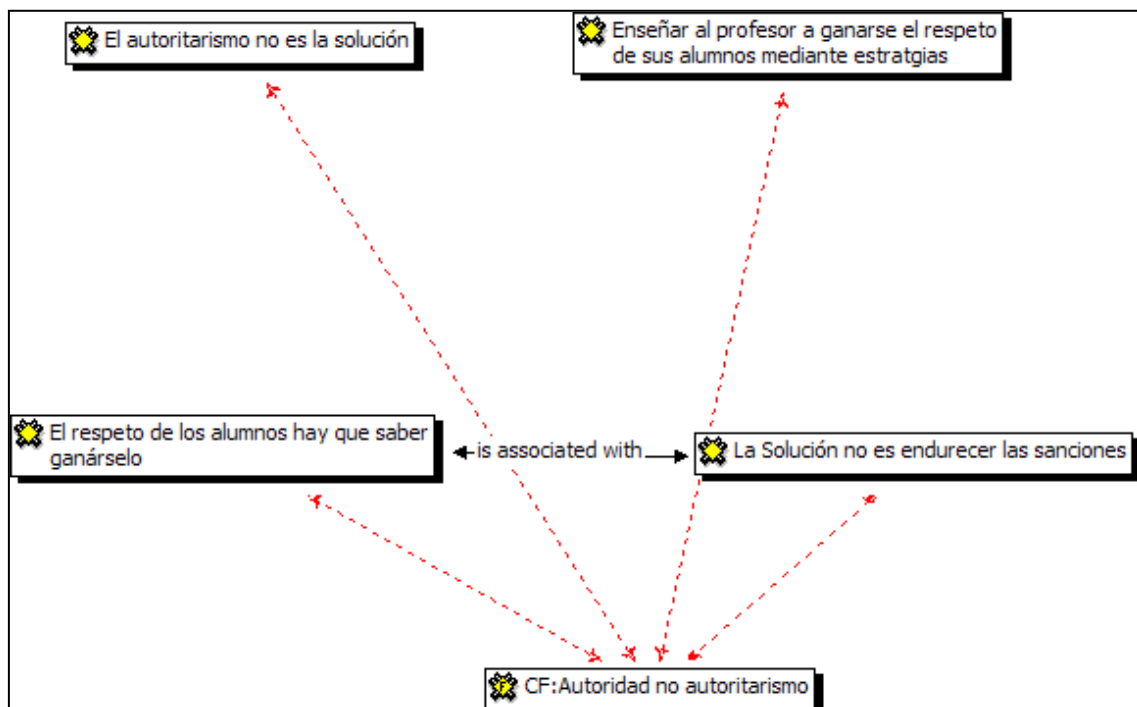 El autoritarismo no es la solución
Enseñar al profesor a ganarse el respeto
de sus alumnos mediante estratgias
El respeto de los alumnos hay que saber
ganárselo
is associated with
La Solución no es endurecer las sanciones
F
CF:Autoridad no autoritarismo